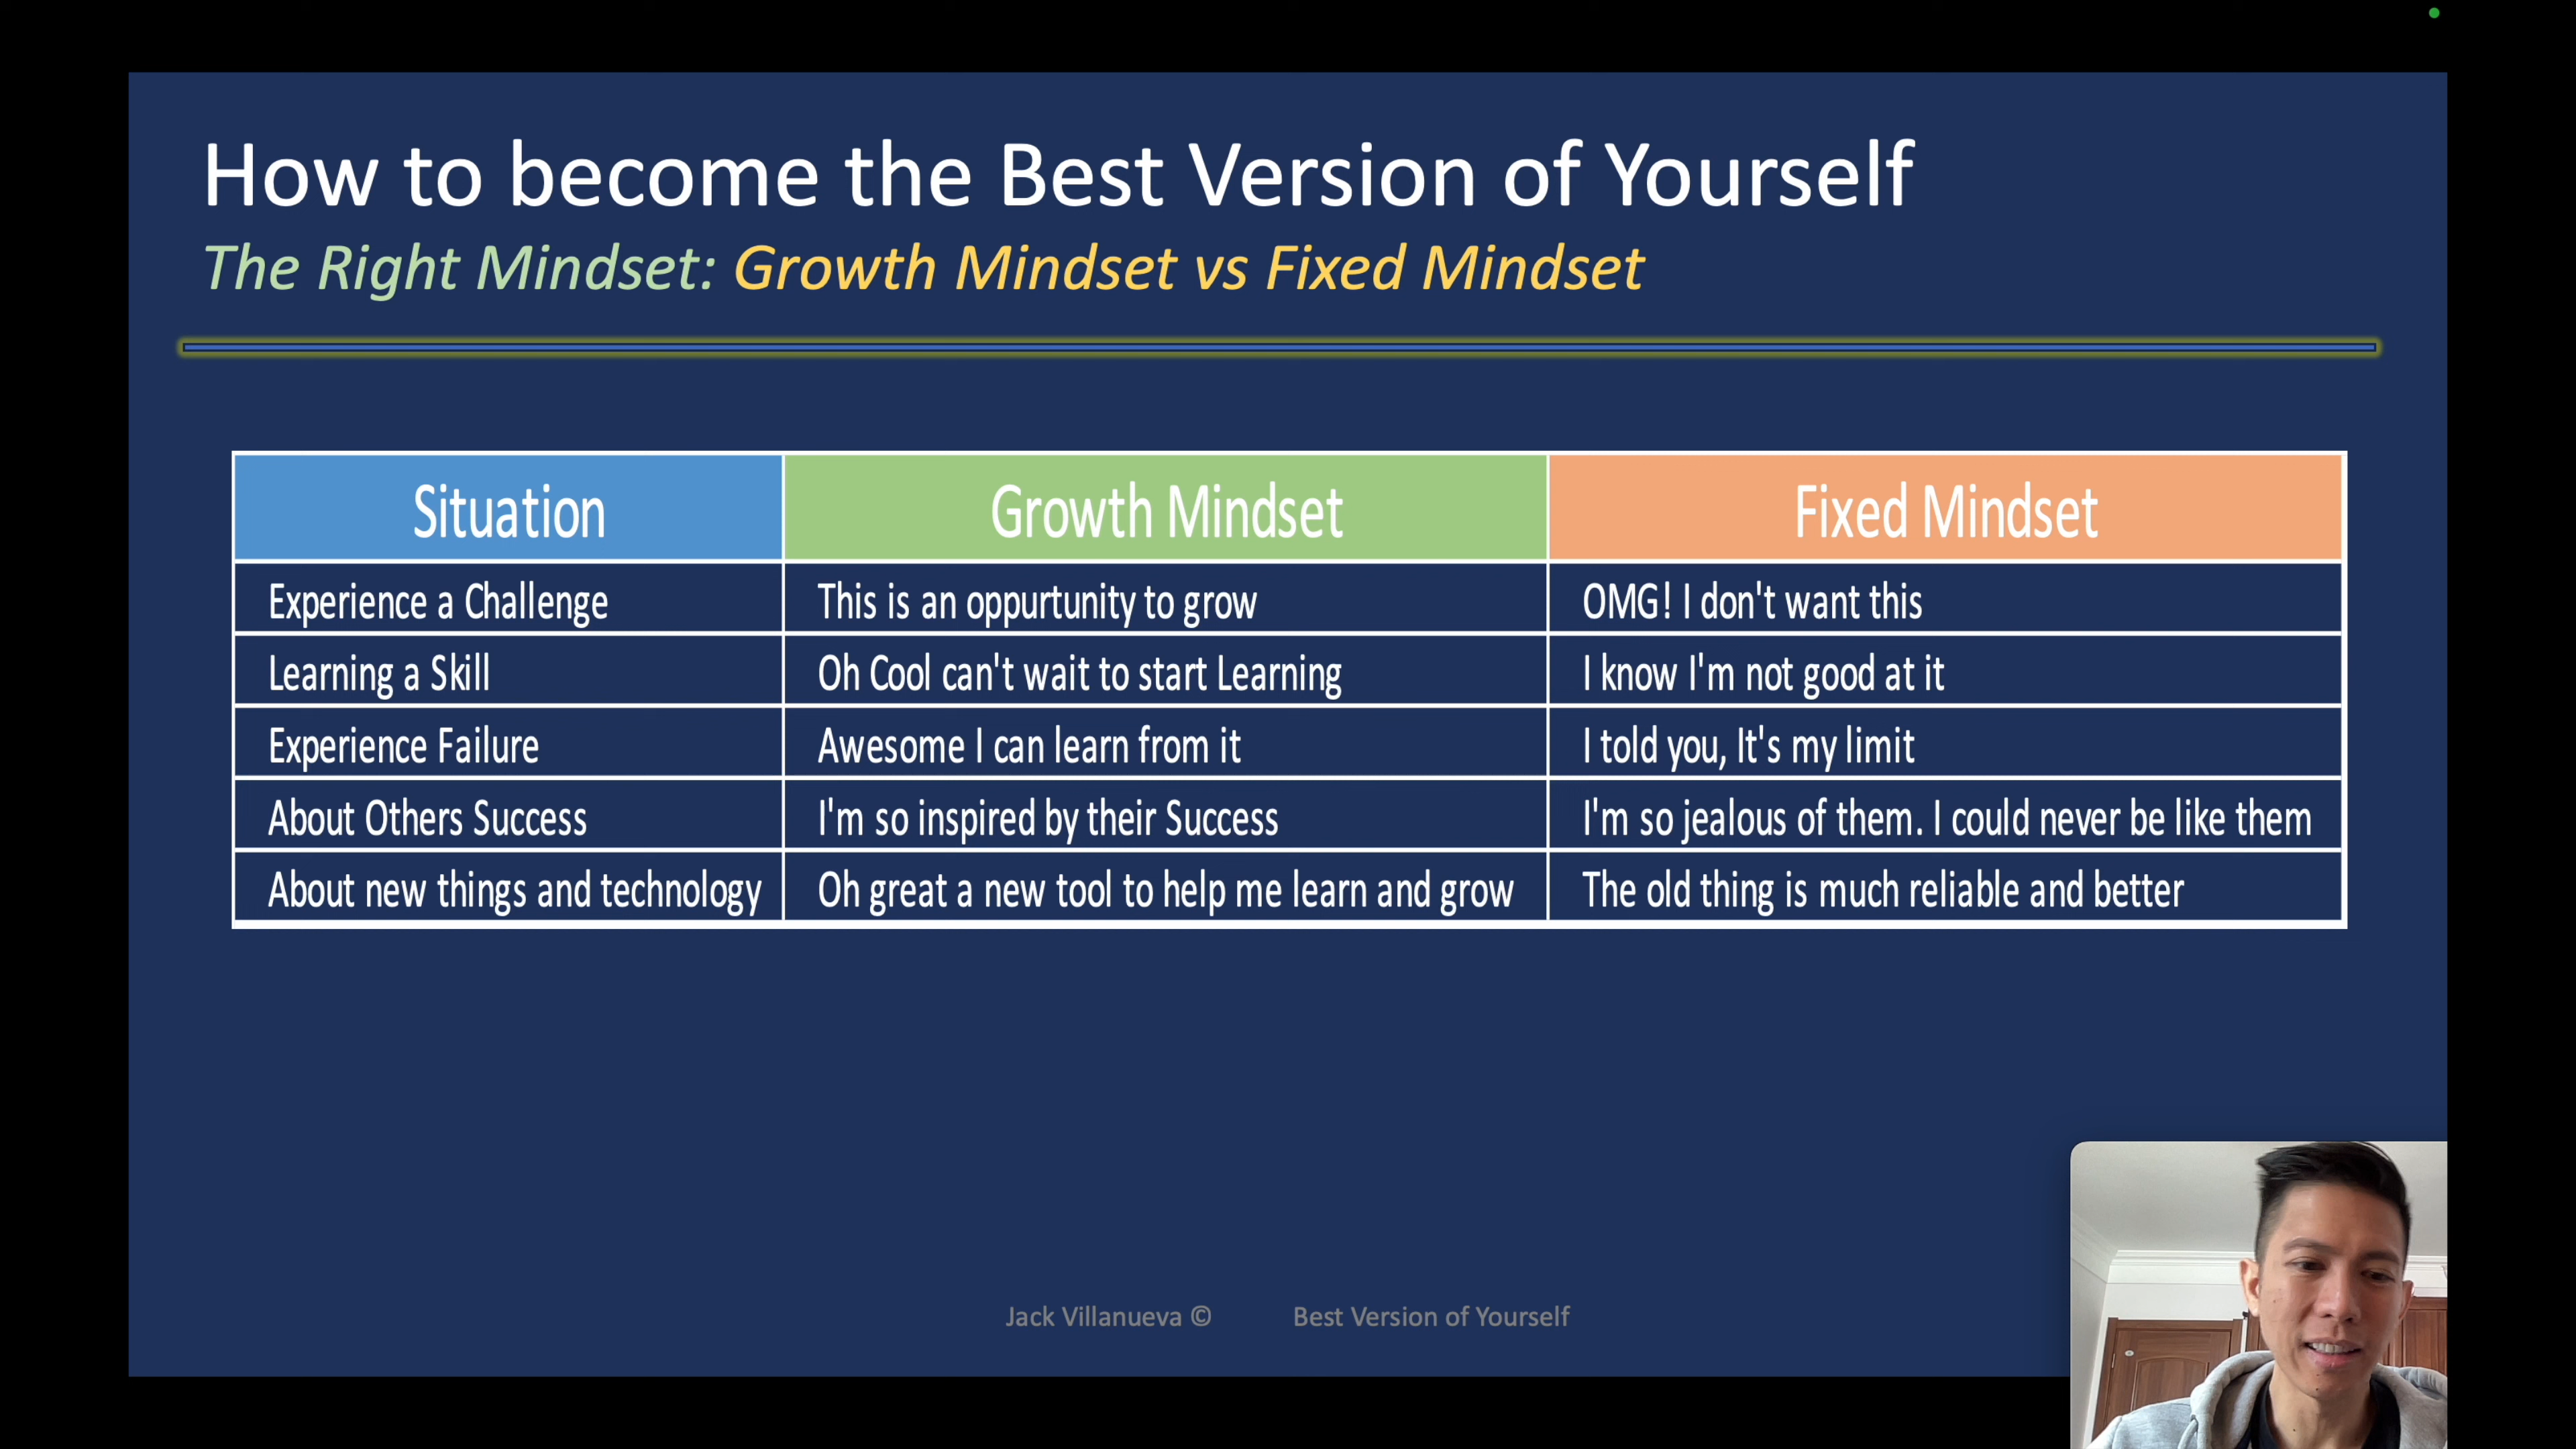 How to become the Best Version of Yourself
The Right Mindset: Growth Mindset vs Fixed Mindset
Situation Growth Mindset Fixed Mindset
Experience a Challenge This is an oppurtunity to grow OMG! I don't want this
Learning a Skill Oh Cool can't wait to start Learning I know I'm not good at it
Experience Failure Awesome I can learn from it I told you, It's my limit
About Others Success I'm so inspired by their Success I'm so jealous of them. I could never be like them
About new things and technology Oh great a new tool to help me learn and grow The old thing is much reliable and better
Jack Villanueva © Best Version of Yourself